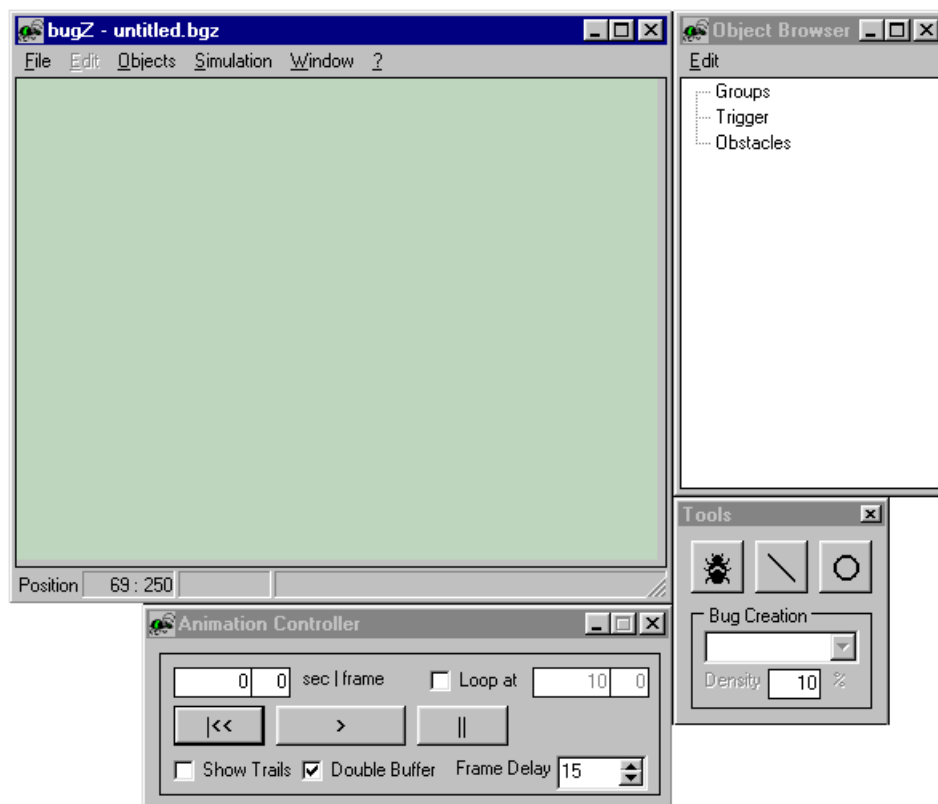 bugZ - untitled.bgz
File Edit Objects Simulation Window ?
Position 69 : 250
Object Browser
Edit
Groups
Trigger
Obstacles
Tools
Bug Creation
Density 10 %
Animation Controller
0 0 sec | frame Loop at 10 0
|<< > ||
Show Trails Double Buffer Frame Delay 15